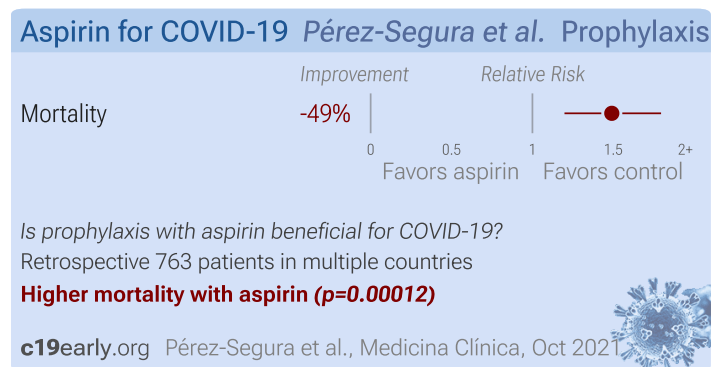 Aspirin for COVID-19 Pérez-Segura et al. Prophylaxis
Improvement Relative Risk
Mortality -49%
0 0.5 1 1.5 2+
Favors aspirin Favors control
Is prophylaxis with aspirin beneficial for COVID-19?
Retrospective 763 patients in multiple countries
Higher mortality with aspirin (p=0.00012)
c19early.org Pérez-Segura et al., Medicina Clínica, Oct 2021